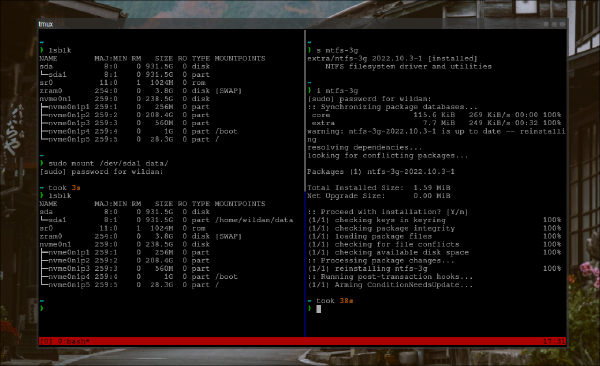 tmux
~
❯ lsblk
NAME        MAJ:MIN RM   SIZE RO TYPE MOUNTPOINTS
sda           8:0    0 931.5G  0 disk
└─sda1        8:1    0 931.5G  0 part
sr0          11:0    1  1024M  0 rom
zram0       254:0    0   3.8G  0 disk [SWAP]
nvme0n1     259:0    0 238.5G  0 disk
├─nvme0n1p1 259:1    0   256M  0 part
├─nvme0n1p2 259:2    0 208.4G  0 part
├─nvme0n1p3 259:3    0   560M  0 part
├─nvme0n1p4 259:4    0     1G  0 part /boot
└─nvme0n1p5 259:5    0  28.3G  0 part /
~
❯ sudo mount /dev/sda1 data/
[sudo] password for wildan:
~ took 3s
❯ lsblk
NAME        MAJ:MIN RM   SIZE RO TYPE MOUNTPOINTS
sda           8:0    0 931.5G  0 disk
└─sda1        8:1    0 931.5G  0 part /home/wildan/data
sr0          11:0    1  1024M  0 rom
zram0       254:0    0   3.8G  0 disk [SWAP]
nvme0n1     259:0    0 238.5G  0 disk
├─nvme0n1p1 259:1    0   256M  0 part
├─nvme0n1p2 259:2    0 208.4G  0 part
├─nvme0n1p3 259:3    0   560M  0 part
├─nvme0n1p4 259:4    0     1G  0 part /boot
└─nvme0n1p5 259:5    0  28.3G  0 part /
~
❯
~
❯ s ntfs-3g
extra/ntfs-3g 2022.10.3-1 [installed]
    NTFS filesystem driver and utilities
~
❯ i ntfs-3g
[sudo] password for wildan:
:: Synchronizing package databases...
 core         115.6 KiB   269 KiB/s 00:00 100%
 extra          7.7 MiB   249 KiB/s 00:32 100%
warning: ntfs-3g-2022.10.3-1 is up to date -- reinstalli
ng
resolving dependencies...
looking for conflicting packages...
Packages (1) ntfs-3g-2022.10.3-1
Total Installed Size:  1.59 MiB
Net Upgrade Size:      0.00 MiB
:: Proceed with installation? [Y/n]
(1/1) checking keys in keyring 100%
(1/1) checking package integrity 100%
(1/1) loading package files 100%
(1/1) checking for file conflicts 100%
(1/1) checking available disk space 100%
:: Processing package changes...
(1/1) reinstalling ntfs-3g 100%
:: Running post-transaction hooks...
(1/1) Arming ConditionNeedsUpdate...
~ took 38s
❯
[0] 0:bash*